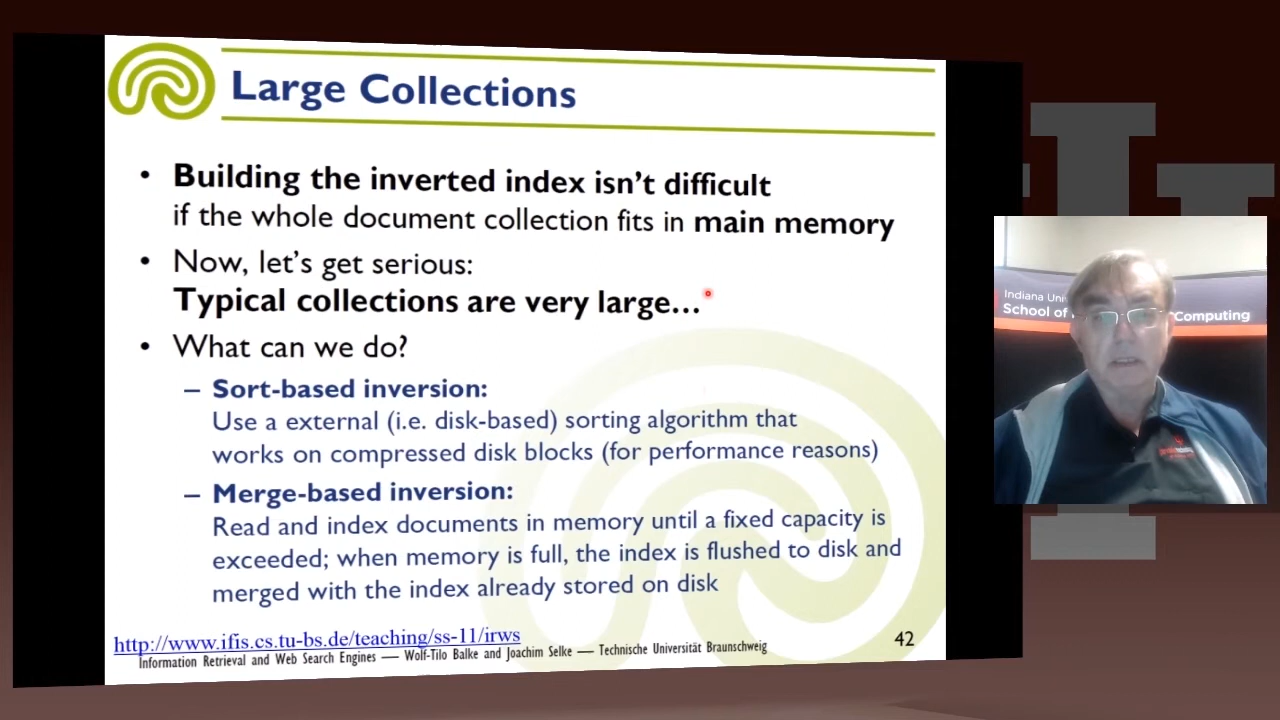 Large Collections
• Building the inverted index isn't difficult
if the whole document collection fits in main memory
• Now, let's get serious:
Typical collections are very large...
• What can we do?
– Sort-based inversion:
Use a external (i.e. disk-based) sorting algorithm that
works on compressed disk blocks (for performance reasons)
– Merge-based inversion:
Read and index documents in memory until a fixed capacity is
exceeded; when memory is full, the index is flushed to disk and
merged with the index already stored on disk
http://www.ifis.cs.tu-bs.de/teaching/ss-11/irws
42
Information Retrieval and Web Search Engines — Wolf-Tilo Balke and Joachim Selke — Technische Universität Braunschweig
Indiana
School of Computing